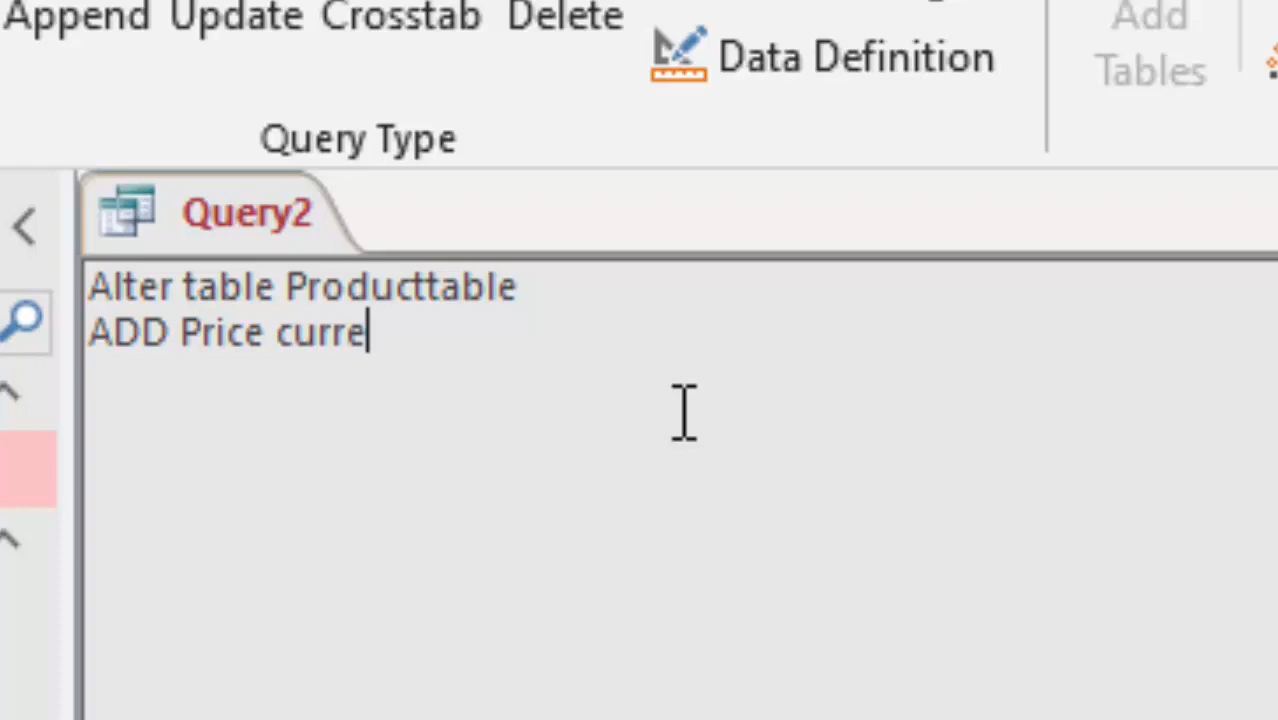 Append Update Crosstab Delete
Data Definition
Add
Tables
Query Type
Query2
Alter table Producttable
ADD Price curre